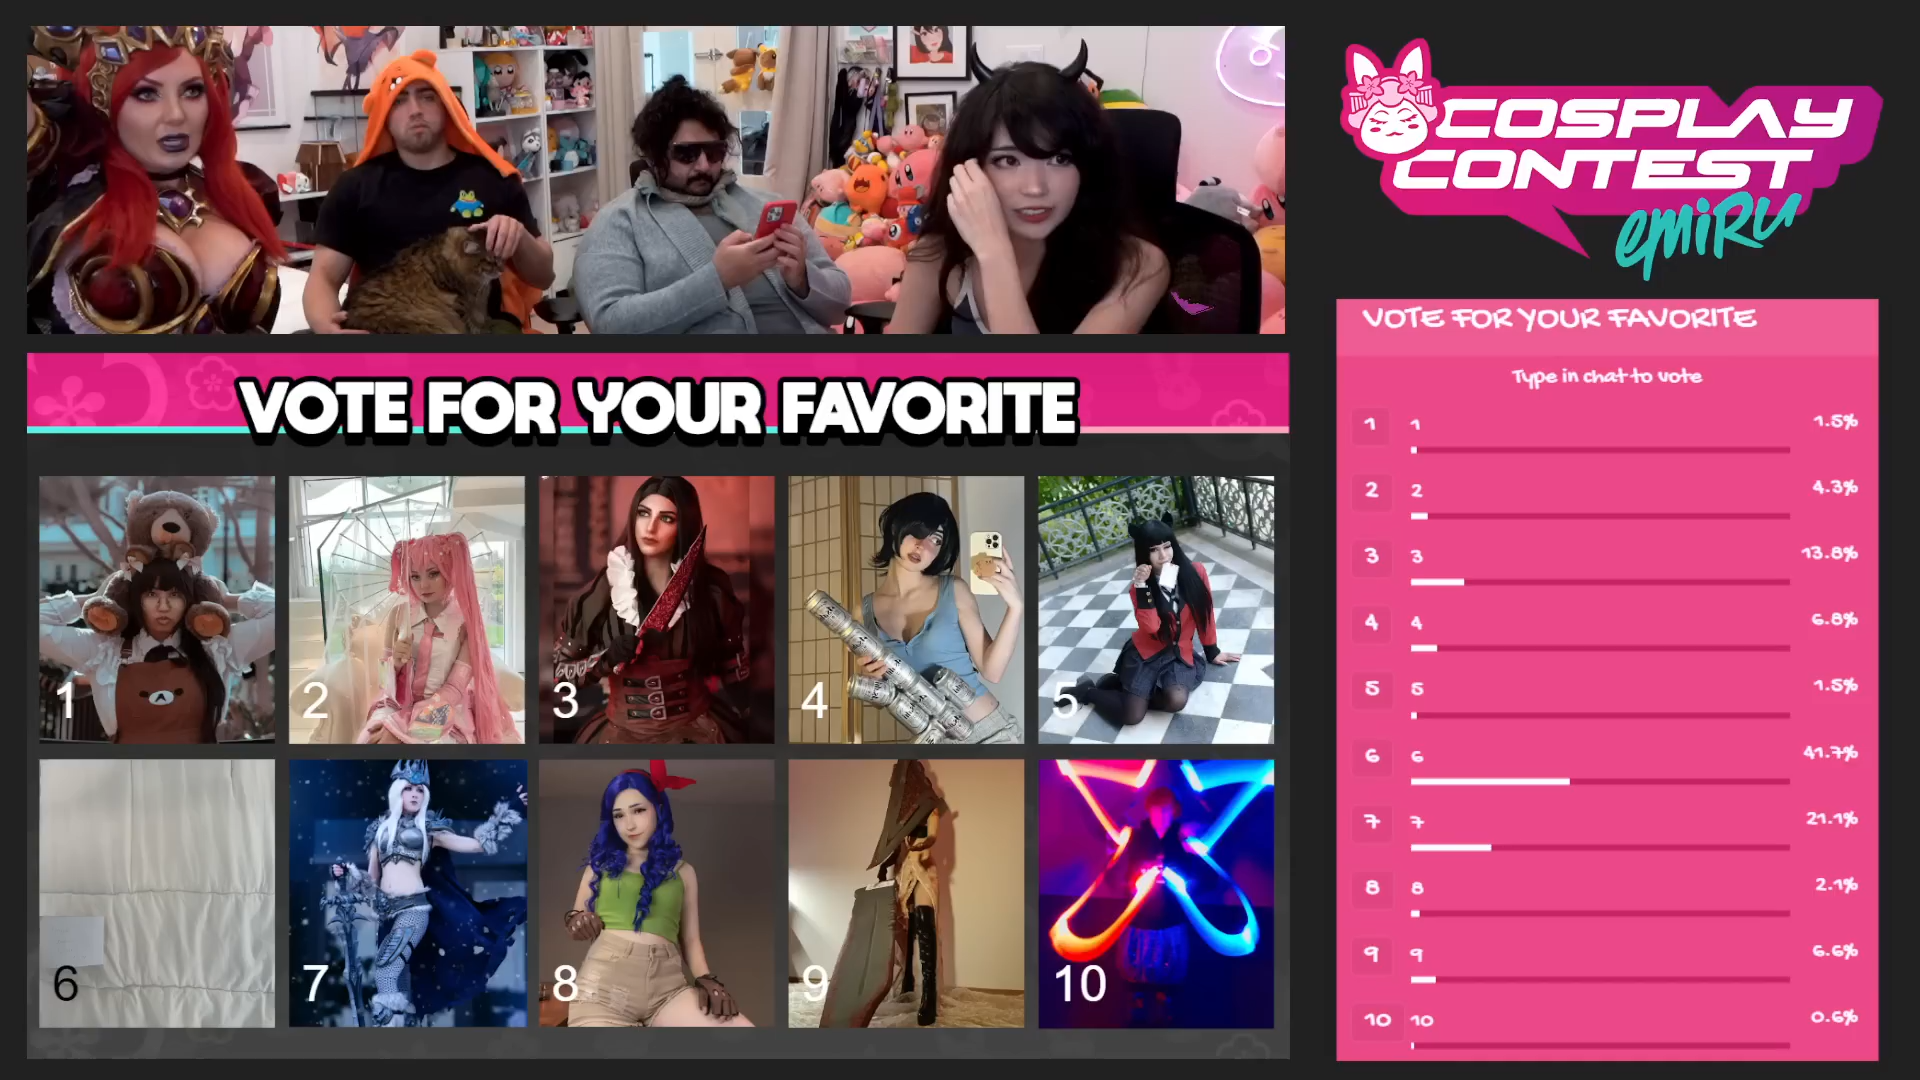 COSPLAY
CONTEST
emiru
VOTE FOR YOUR FAVORITE
1
2
3
4
5
6
7
8
9
10
VOTE FOR YOUR FAVORITE
Type in chat to vote
1 1 1.5%
2 2 4.3%
3 3 13.8%
4 4 6.8%
5 5 1.5%
6 6 41.7%
7 7 21.1%
8 8 2.1%
9 9 6.6%
10 10 0.6%